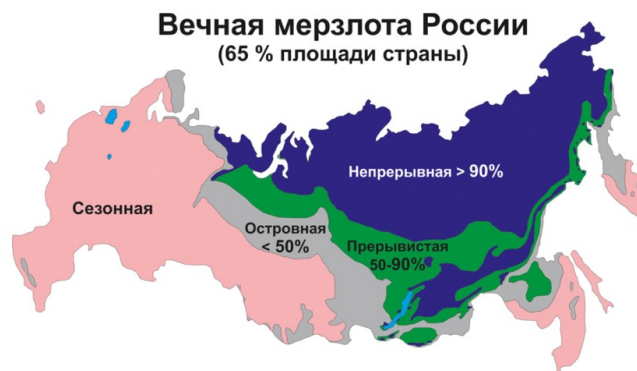 Вечная мерзлота России
(65 % площади страны)
Непрерывная > 90%
Сезонная
Островная
< 50%
Прерывистая
50-90%